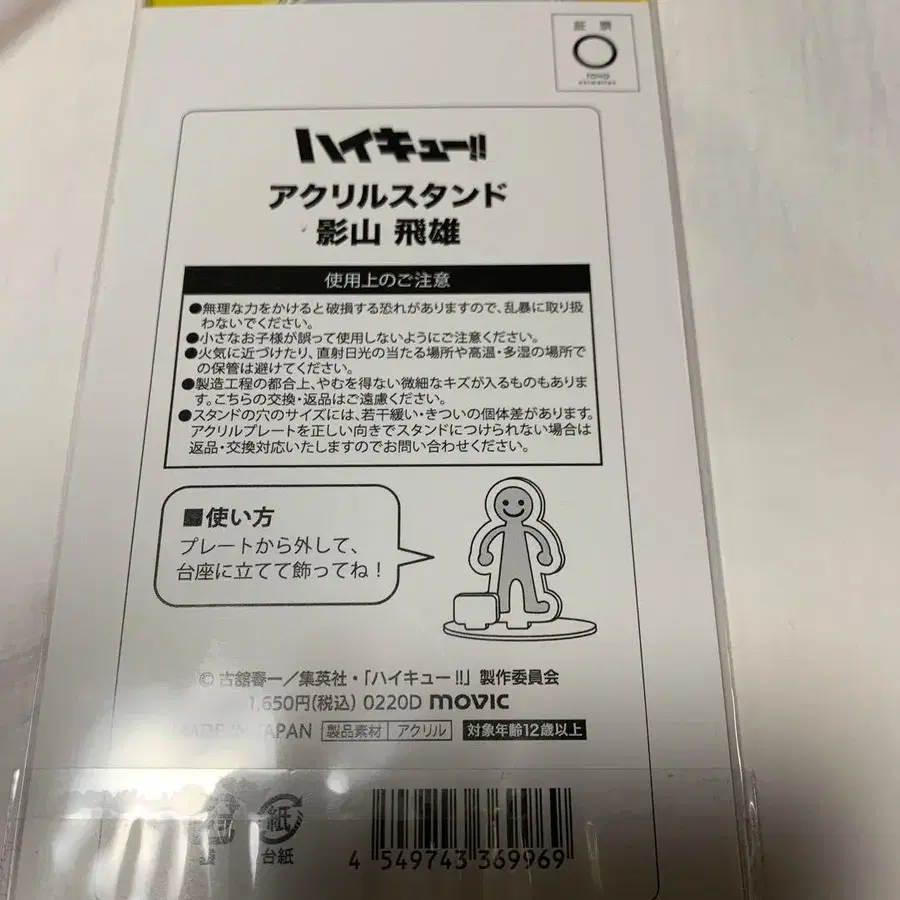 証 票
TOHO
animation
ハイキュー!!
アクリルスタンド
影山 飛雄
使用上のご注意
●無理な力をかけると破損する恐れがありますので、乱暴に取り扱
わないでください。
●小さなお子様が誤って使用しないようにご注意ください。
●火気に近づけたり、直射日光の当たる場所や高温・多湿の場所で
の保管は避けてください。
●製造工程の都合上、やむを得ない微細なキズが入るものもありま
す。こちらの交換・返品はご遠慮ください。
●スタンドの穴のサイズには、若干緩い・きついの個体差があります。
アクリルプレートを正しい向きでスタンドにつけられない場合は
返品・交換対応いたしますのでお問い合わせください。
■使い方
プレートから外して、
台座に立てて飾ってね!
© 古舘春一/集英社・「ハイキュー!!」製作委員会
1,650円(税込) 0220D movic
MADE IN JAPAN 製品素材 アクリル 対象年齢12歳以上
紙
袋 台紙
4 549743 369969